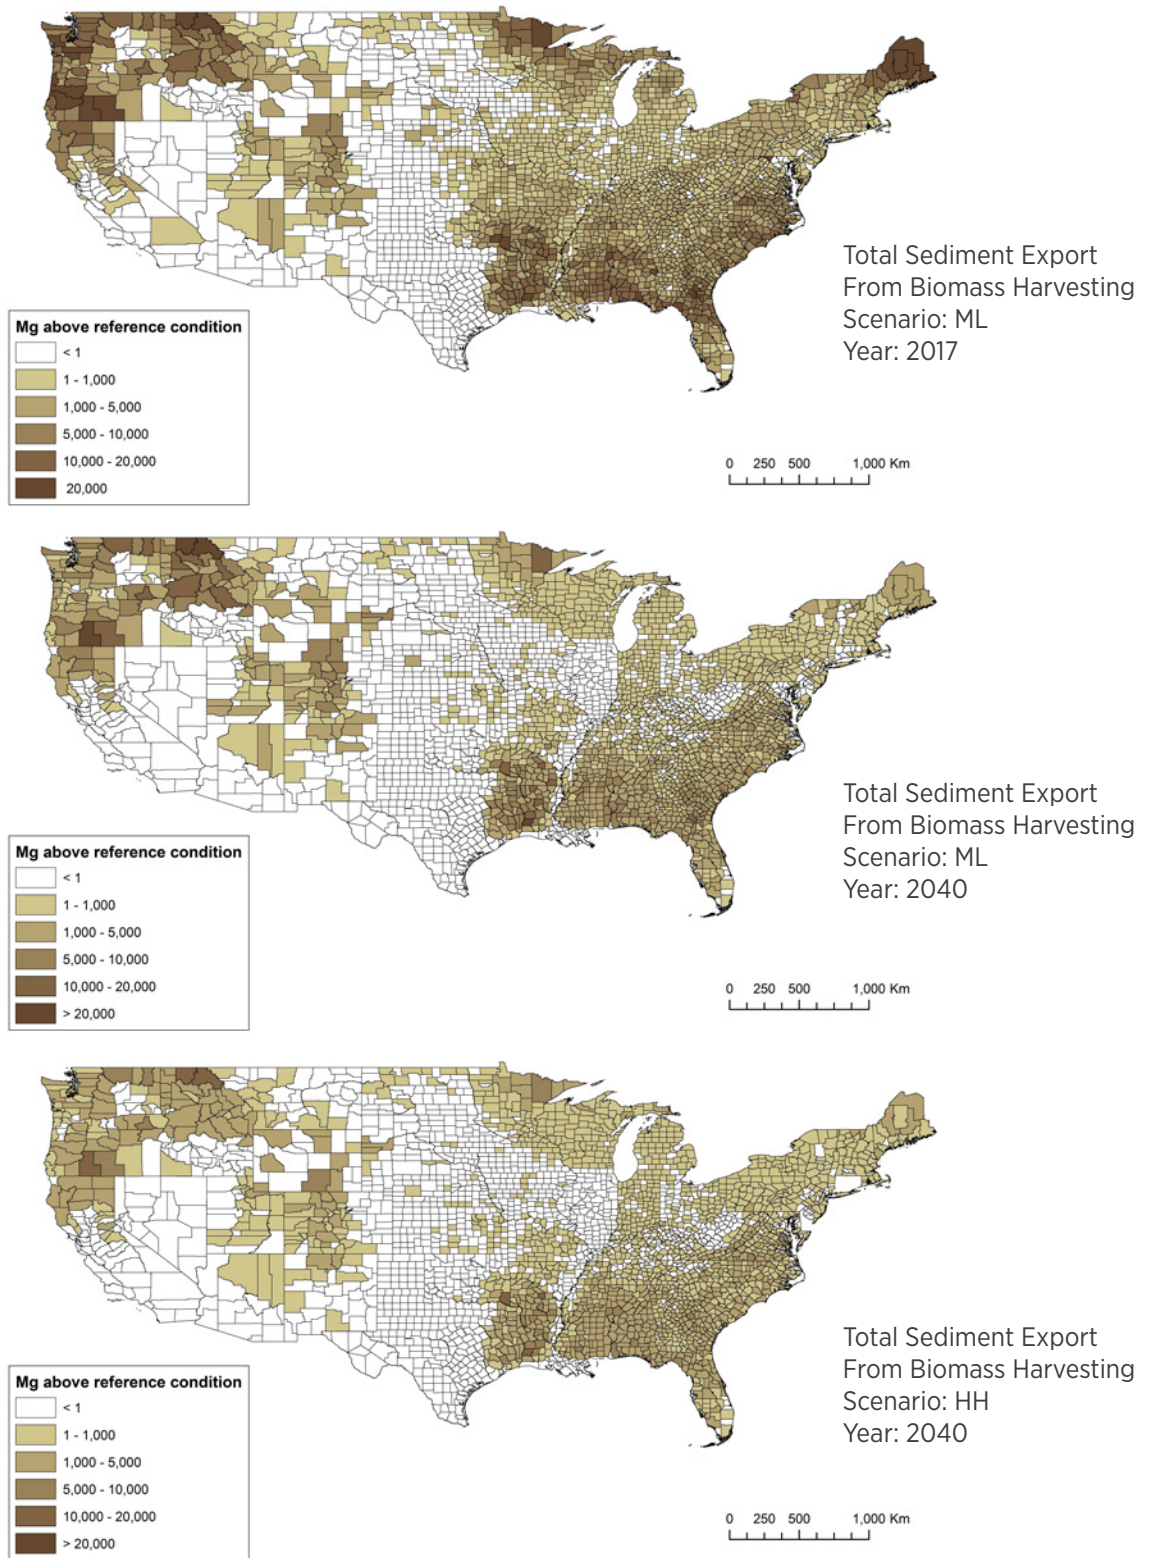 Total Sediment Export
From Biomass Harvesting
Scenario: ML
Year: 2017
Mg above reference condition
< 1
1 - 1,000
1,000 - 5,000
5,000 - 10,000
10,000 - 20,000
20,000
0 250 500 1,000 Km
Total Sediment Export
From Biomass Harvesting
Scenario: ML
Year: 2040
Mg above reference condition
< 1
1 - 1,000
1,000 - 5,000
5,000 - 10,000
10,000 - 20,000
> 20,000
0 250 500 1,000 Km
Total Sediment Export
From Biomass Harvesting
Scenario: HH
Year: 2040
Mg above reference condition
< 1
1 - 1,000
1,000 - 5,000
5,000 - 10,000
10,000 - 20,000
> 20,000
0 250 500 1,000 Km